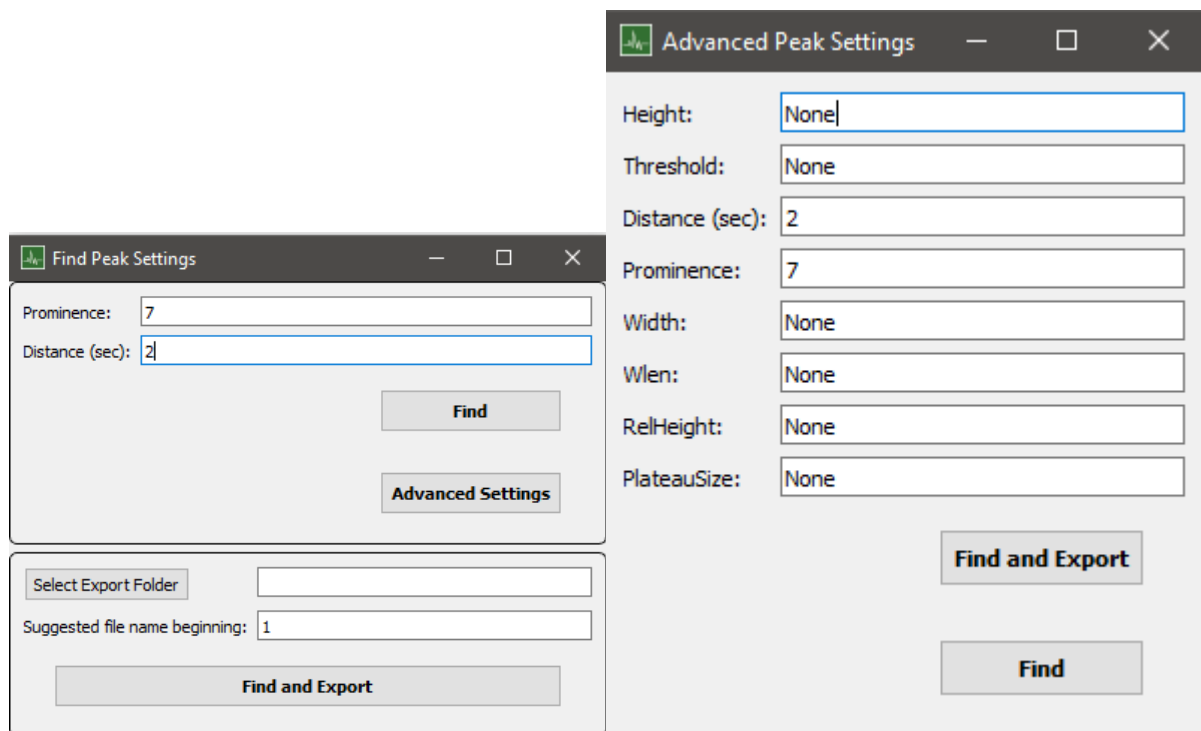 Find Peak Settings
Prominence: 7
Distance (sec): 2
Find
Advanced Settings
Select Export Folder
Suggested file name beginning: 1
Find and Export
Advanced Peak Settings
Height: None
Threshold: None
Distance (sec): 2
Prominence: 7
Width: None
Wlen: None
RelHeight: None
PlateauSize: None
Find and Export
Find